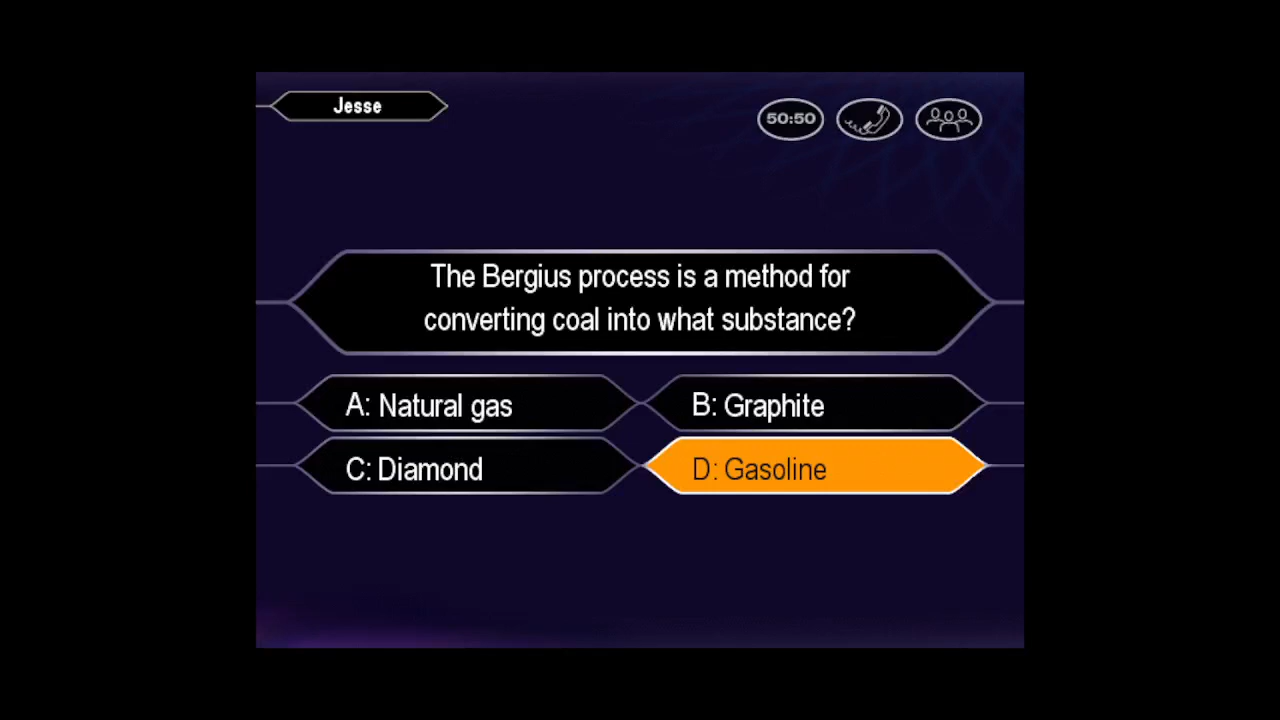 Jesse
50:50
The Bergius process is a method for
converting coal into what substance?
A: Natural gas
B: Graphite
C: Diamond
D: Gasoline